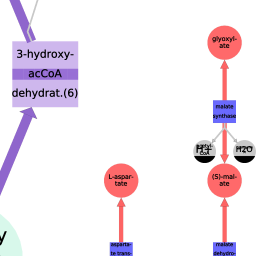 glyoxyl-
ate
3-hydroxy-
acCoA
dehydrat.(6)
malate
synthase
H2O
L-aspar-
tate
(S)-mal-
ate
y
asparta-
te trans-
malate
dehydro-